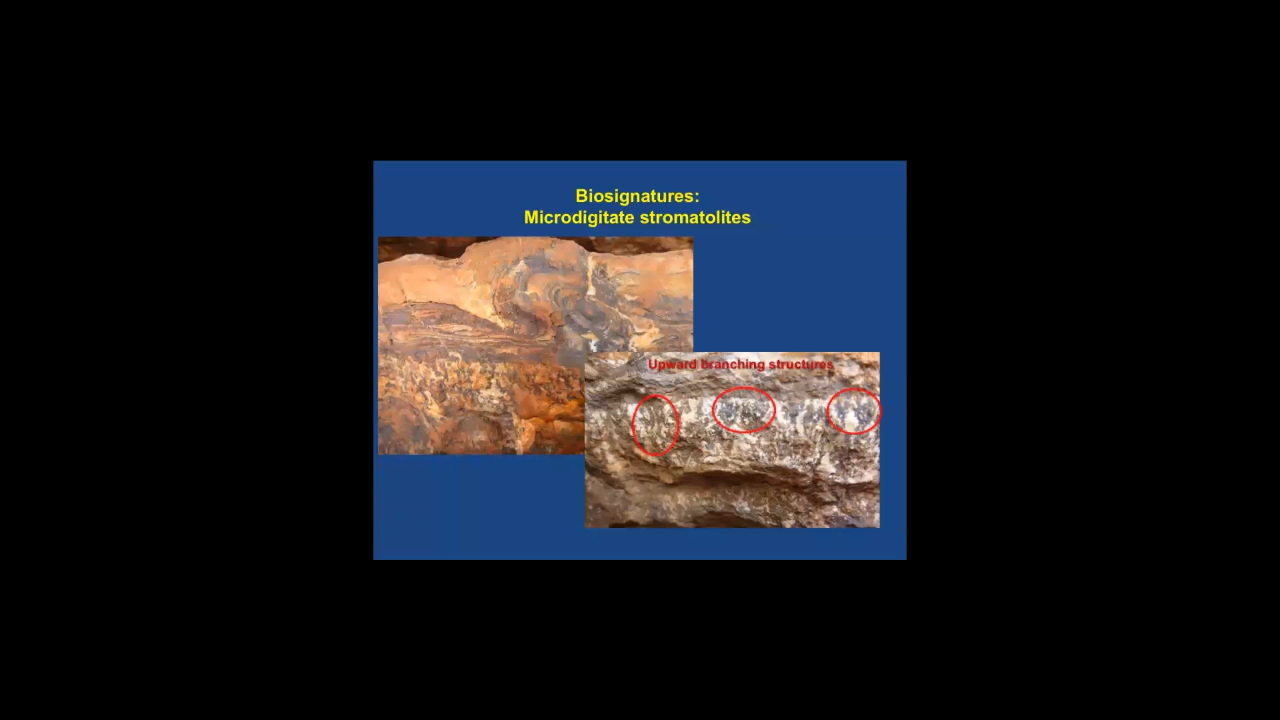 Biosignatures:
Microdigitate stromatolites
Upward branching structures